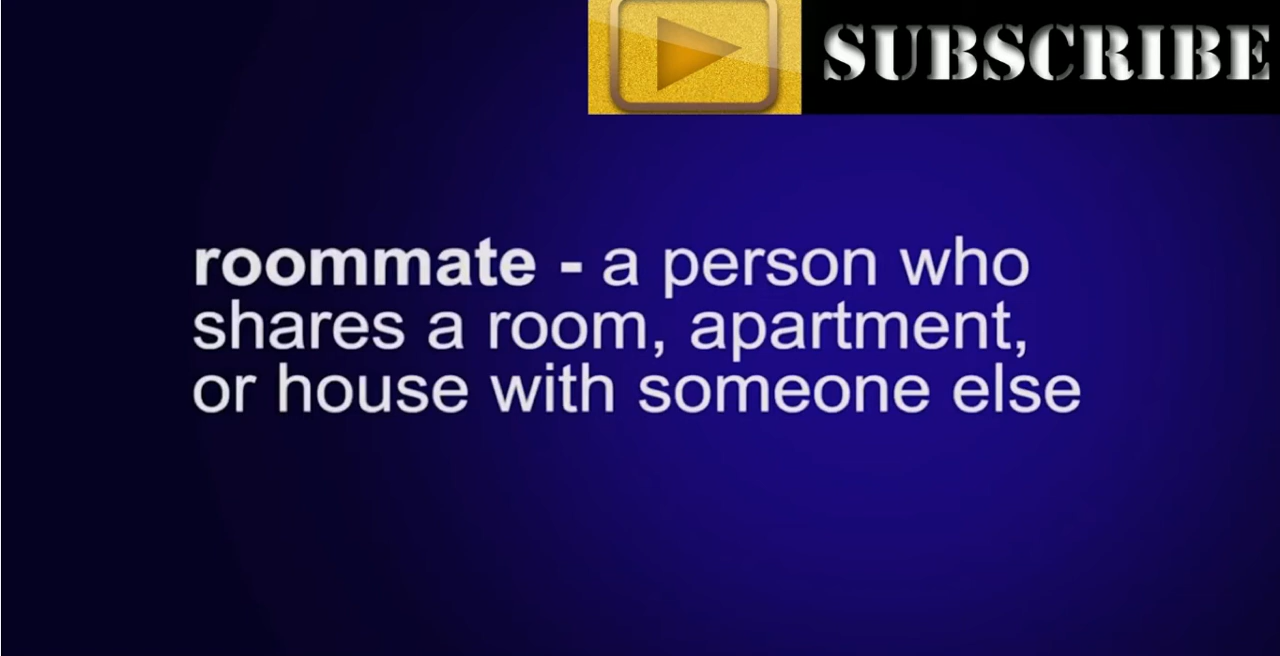 SUBSCRIBE
roommate - a person who
shares a room, apartment,
or house with someone else